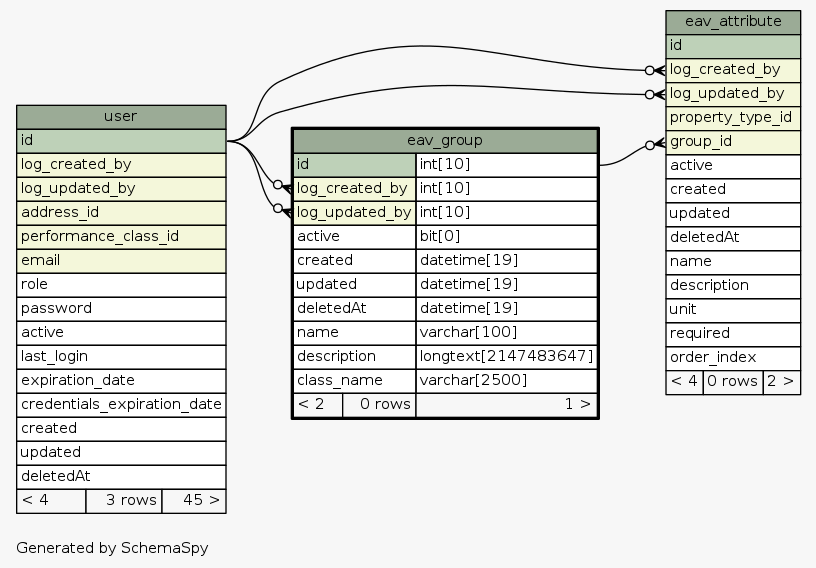 user
id
log_created_by
log_updated_by
address_id
performance_class_id
email
role
password
active
last_login
expiration_date
credentials_expiration_date
created
updated
deletedAt
< 4 3 rows 45 >
eav_group
id int[10]
log_created_by int[10]
log_updated_by int[10]
active bit[0]
created datetime[19]
updated datetime[19]
deletedAt datetime[19]
name varchar[100]
description longtext[2147483647]
class_name varchar[2500]
< 2 0 rows 1 >
eav_attribute
id
log_created_by
log_updated_by
property_type_id
group_id
active
created
updated
deletedAt
name
description
unit
required
order_index
< 4 0 rows 2 >
Generated by SchemaSpy